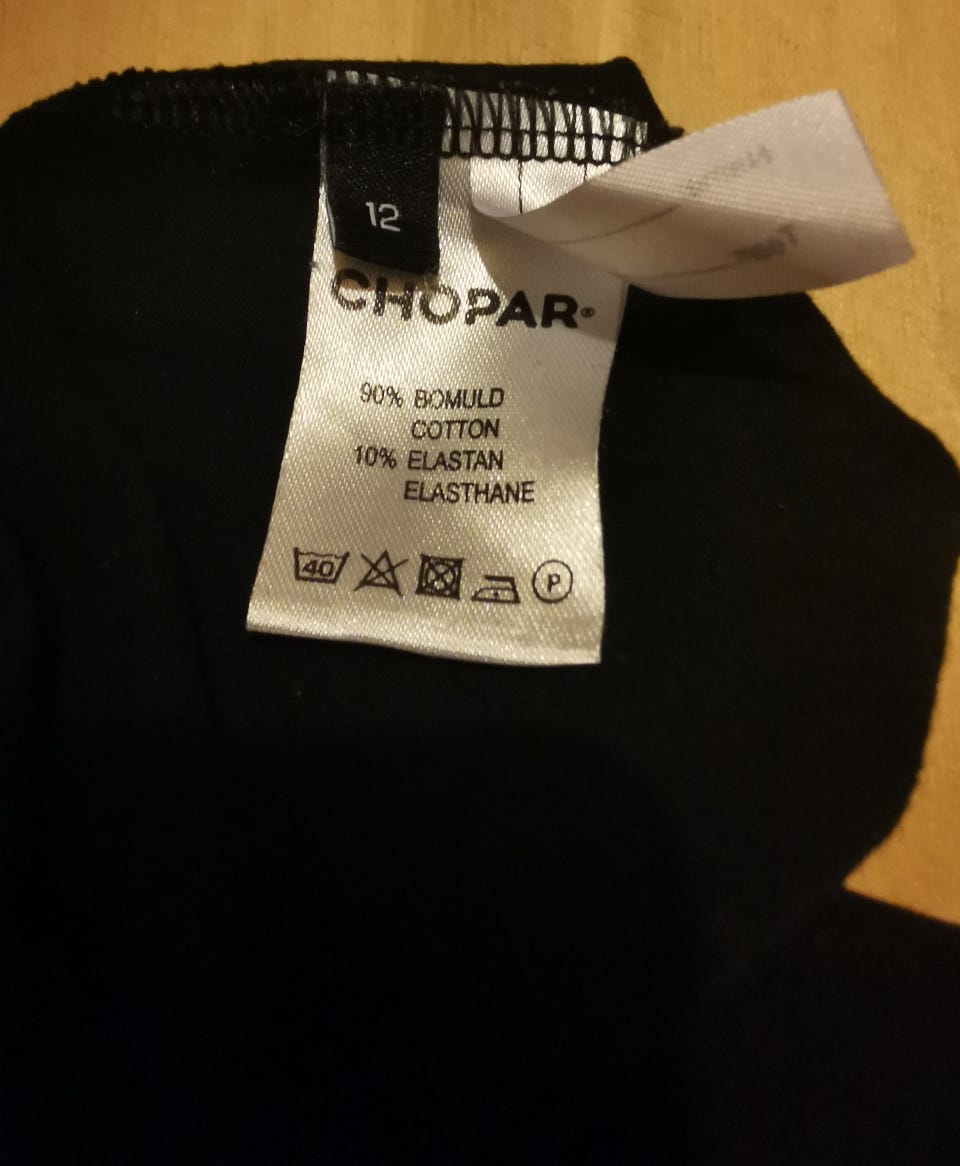 12
CHOPAR®
90% BOMULD
COTTON
10% ELASTAN
ELASTHANE
40
P